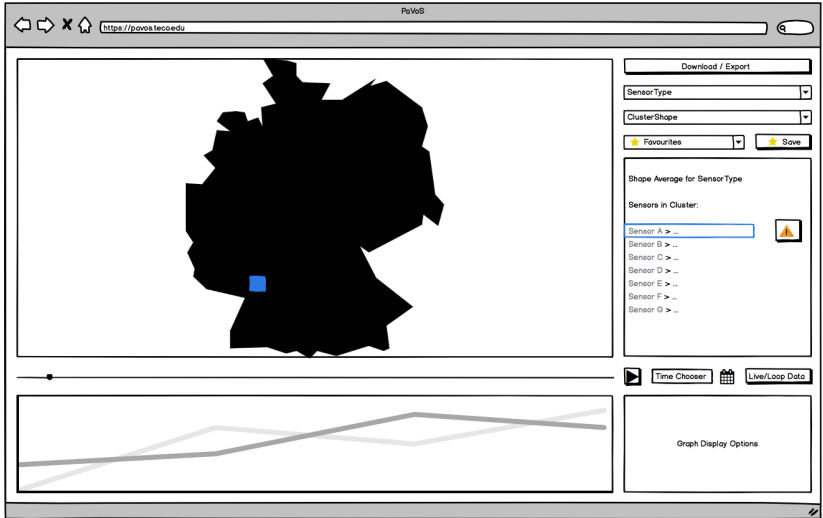 PaVoS
https://pavos.teco.edu
Download / Export
SensorType
ClusterShape
Favourites
Save
Shape Average for SensorType
Sensors in Cluster:
Sensor A > ...
Sensor B > ...
Sensor C > ...
Sensor D > ...
Sensor E > ...
Sensor F > ...
Sensor G > ...
Time Chooser
Live/Loop Data
Graph Display Options